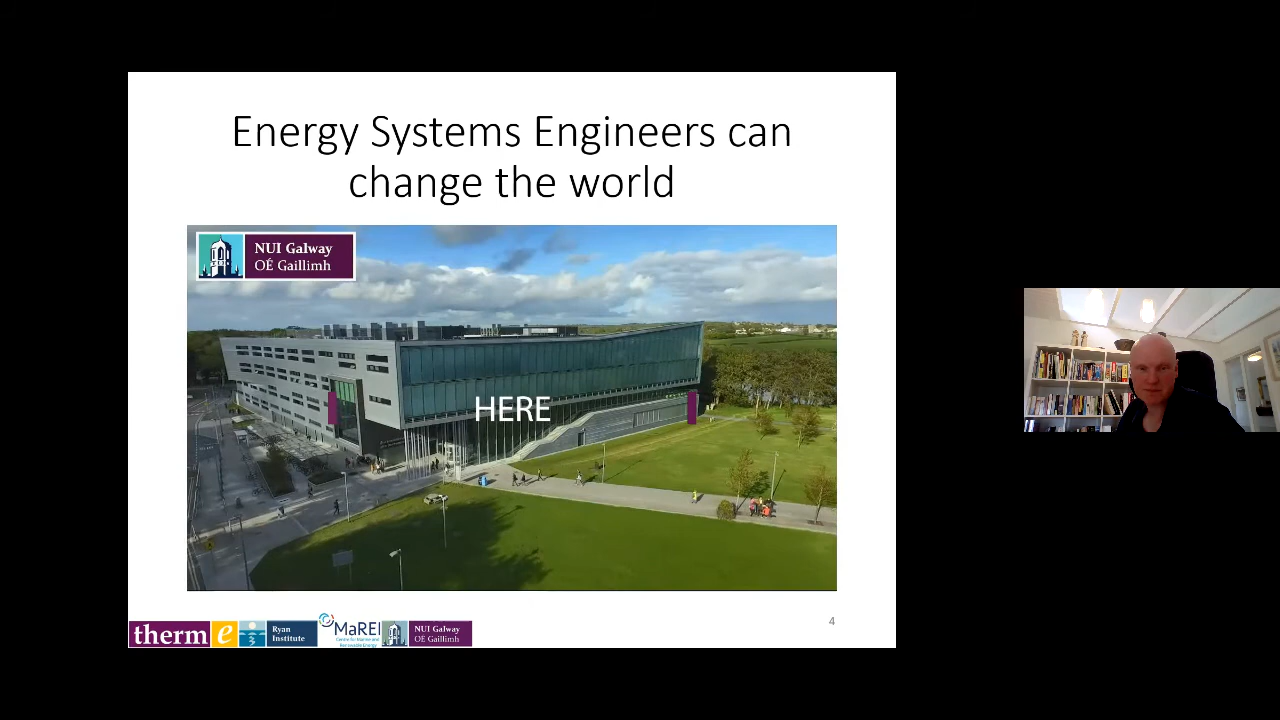 Energy Systems Engineers can
change the world
NUI Galway
OÉ Gaillimh
HERE
therm e
Ryan
Institute
MaREI
Centre for Marine and
Renewable Energy
NUI Galway
OÉ Gaillimh
4